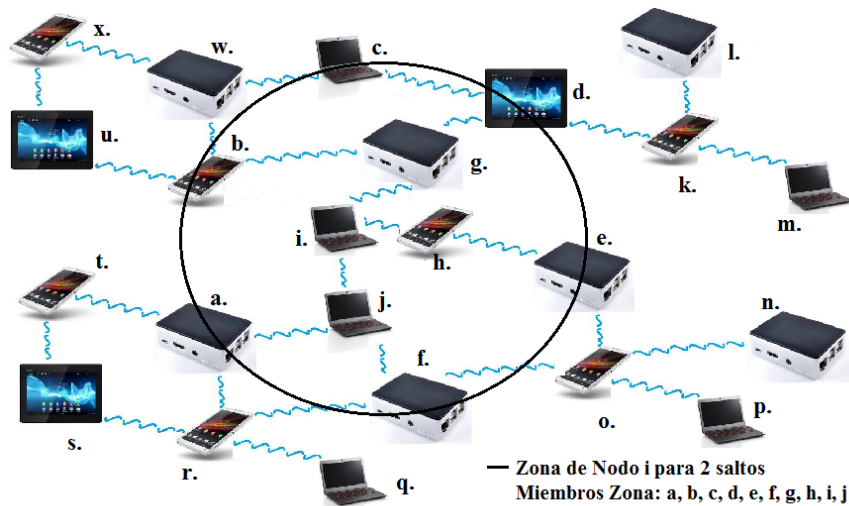 x.
w.
c.
l.
d.
u.
b.
g.
k.
m.
i.
h.
e.
t.
a.
j.
n.
f.
s.
r.
o.
p.
q.
Zona de Nodo i para 2 saltos
Miembros Zona: a, b, c, d, e, f, g, h, i, j